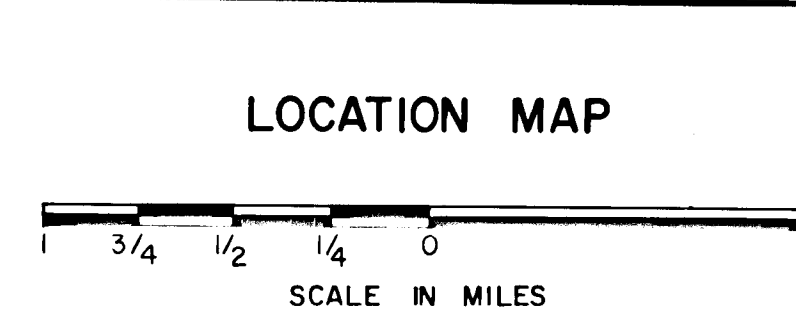 LOCATION MAP
1 3/4 1/2 1/4 0
SCALE IN MILES